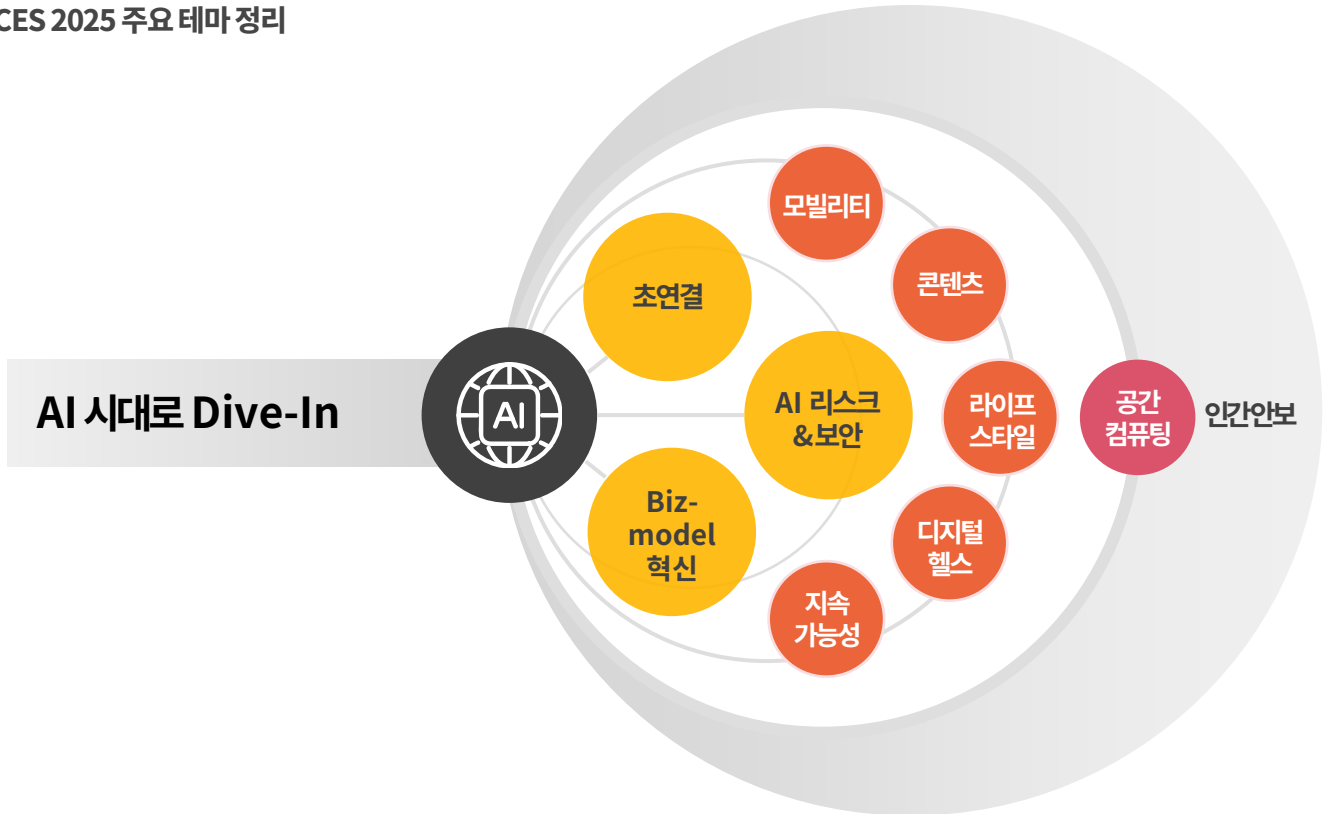 CES 2025 주요 테마 정리
AI 시대로 Dive-In
AI
초연결
AI 리스크
&보안
Biz-
model
혁신
모빌리티
콘텐츠
라이프
스타일
디지털
헬스
지속
가능성
공간
컴퓨팅
인간안보